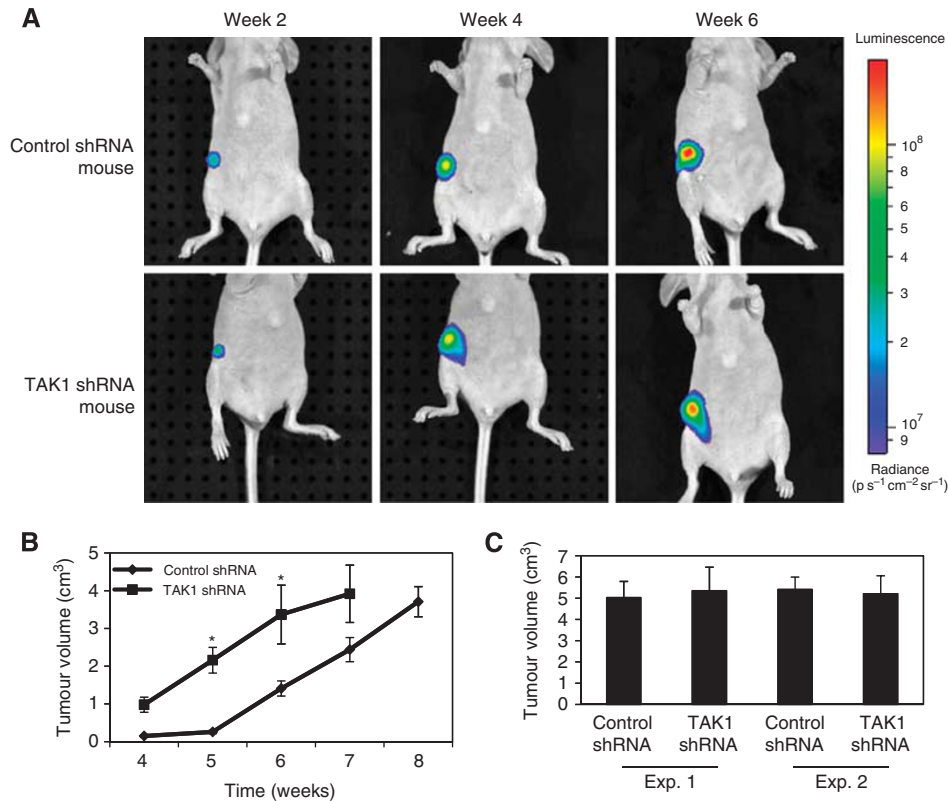 A
Week 2
Week 4
Week 6
Control shRNA
mouse
TAK1 shRNA
mouse
Luminescence
10⁸
8
6
5
4
3
2
10⁷
9
Radiance
(p s⁻¹ cm⁻² sr⁻¹)
B
Tumour volume (cm³)
5
4
3
2
1
0
Control shRNA
TAK1 shRNA
*
*
4 5 6 7 8
Time (weeks)
C
Tumour volume (cm³)
7
6
5
4
3
2
1
0
Control TAK1 Control TAK1
shRNA shRNA shRNA shRNA
Exp. 1 Exp. 2